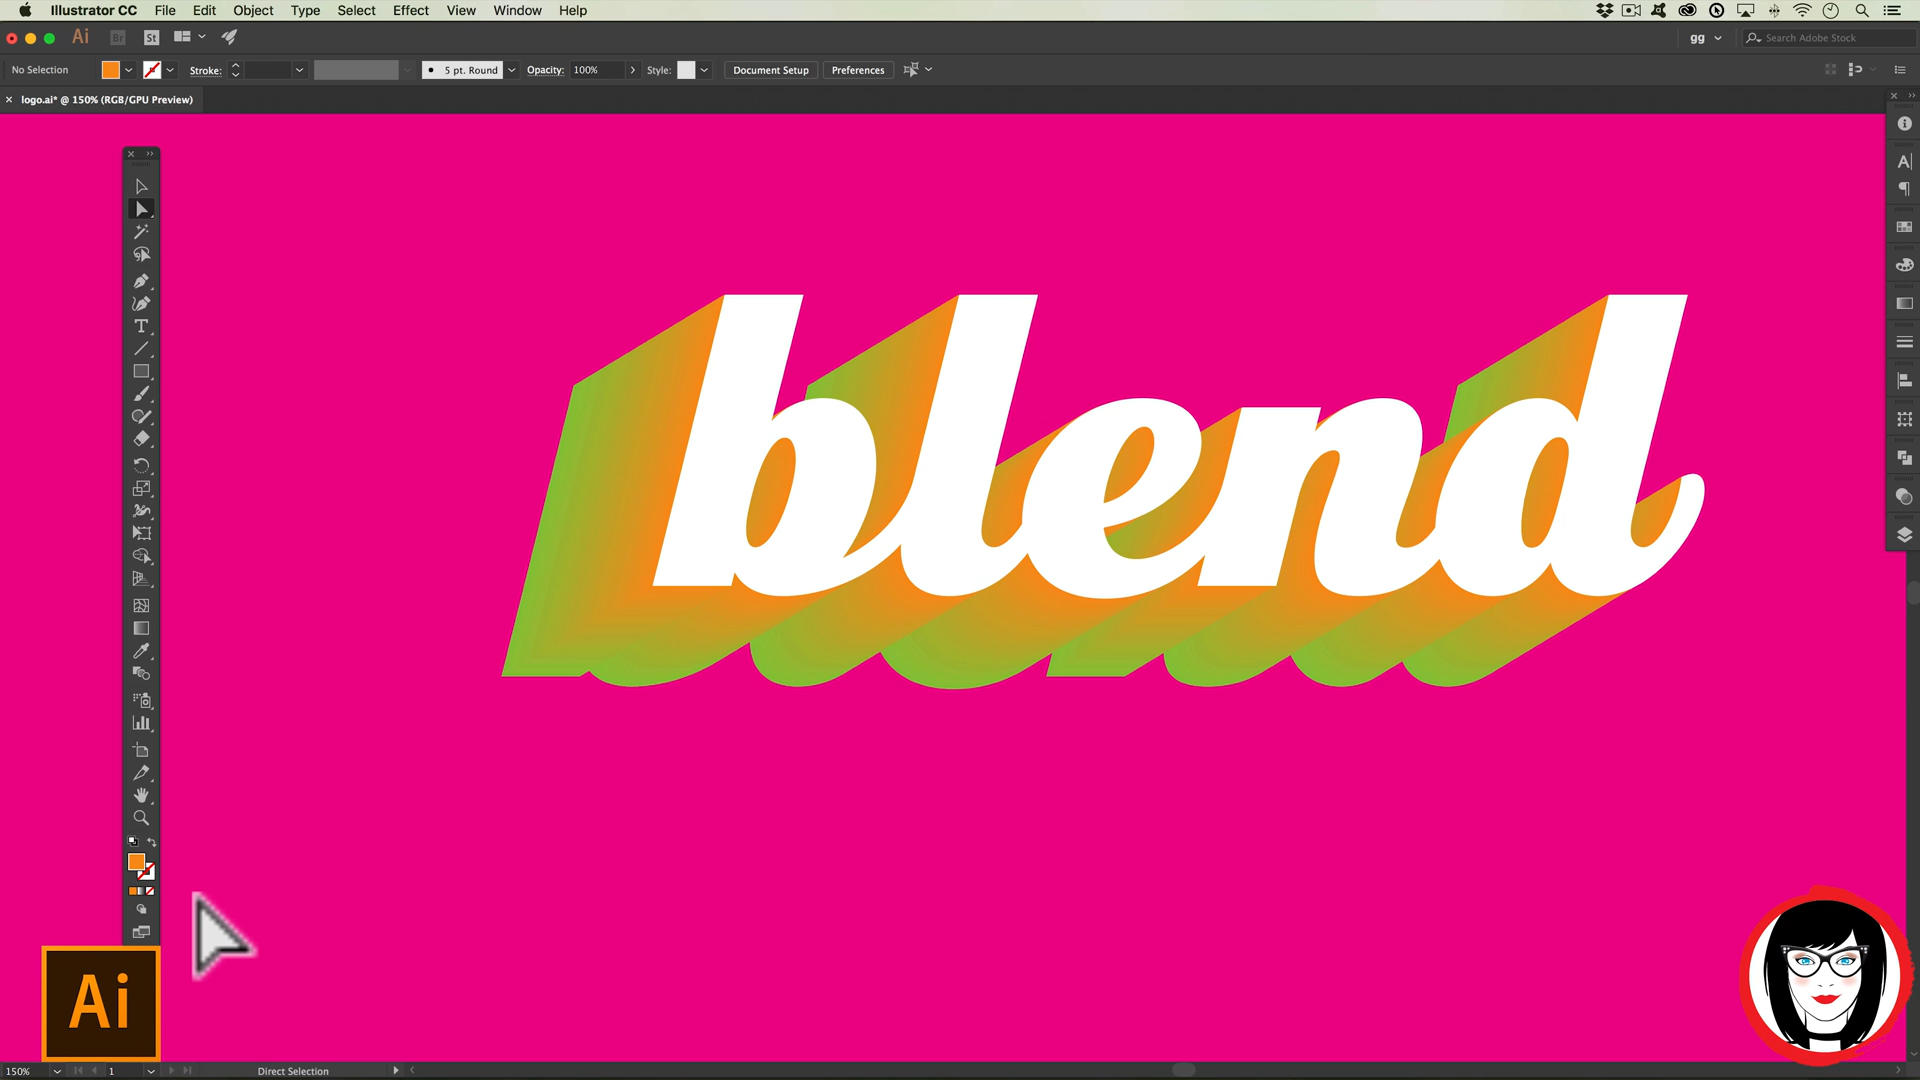 Illustrator CC File Edit Object Type Select Effect View Window Help
Ai Br St gg Search Adobe Stock
No Selection Stroke: 5 pt. Round Opacity: 100% Style: Document Setup Preferences
logo.ai* @ 150% (RGB/GPU Preview)
blend
Ai
150% 1 Direct Selection